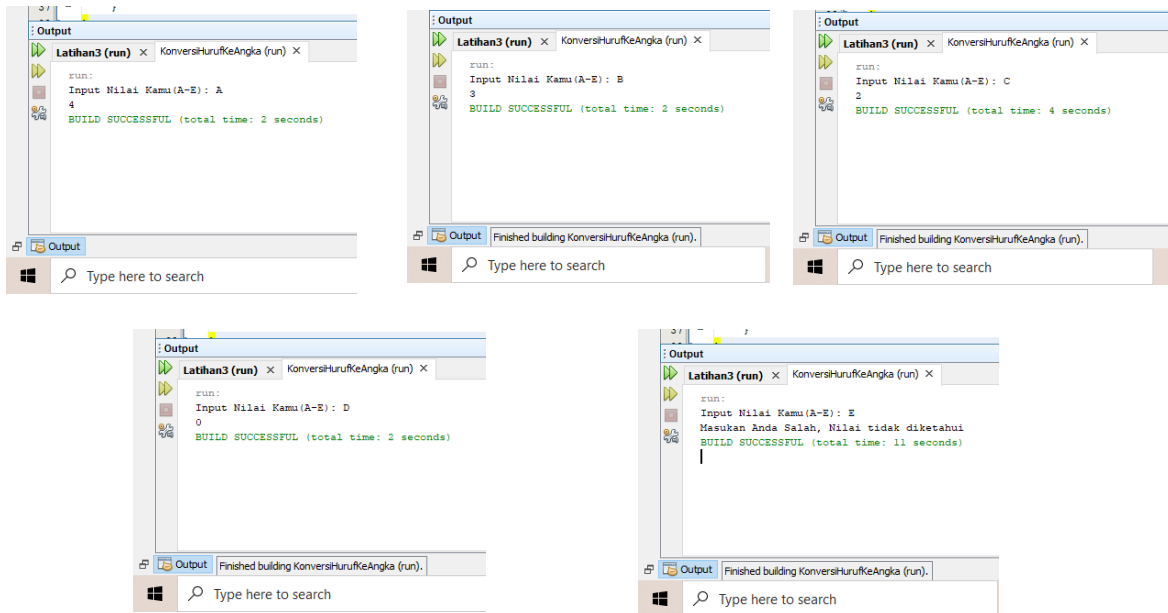 37
Output
Latihan3 (run) × KonversiHurufKeAngka (run) ×
run:
Input Nilai Kamu(A-E): A
4
BUILD SUCCESSFUL (total time: 2 seconds)
Output
Type here to search
Output
Latihan3 (run) × KonversiHurufKeAngka (run) ×
run:
Input Nilai Kamu(A-E): B
3
BUILD SUCCESSFUL (total time: 2 seconds)
Output Finished building KonversiHurufKeAngka (run).
Type here to search
Output
Latihan3 (run) × KonversiHurufKeAngka (run) ×
run:
Input Nilai Kamu(A-E): C
2
BUILD SUCCESSFUL (total time: 4 seconds)
Output Finished building KonversiHurufKeAngka (run).
Type here to search
Output
Latihan3 (run) × KonversiHurufKeAngka (run) ×
run:
Input Nilai Kamu(A-E): D
0
BUILD SUCCESSFUL (total time: 2 seconds)
Output Finished building KonversiHurufKeAngka (run).
Type here to search
37
Output
Latihan3 (run) × KonversiHurufKeAngka (run) ×
run:
Input Nilai Kamu(A-E): E
Masukan Anda Salah, Nilai tidak diketahui
BUILD SUCCESSFUL (total time: 11 seconds)
Output Finished building KonversiHurufKeAngka (run).
Type here to search